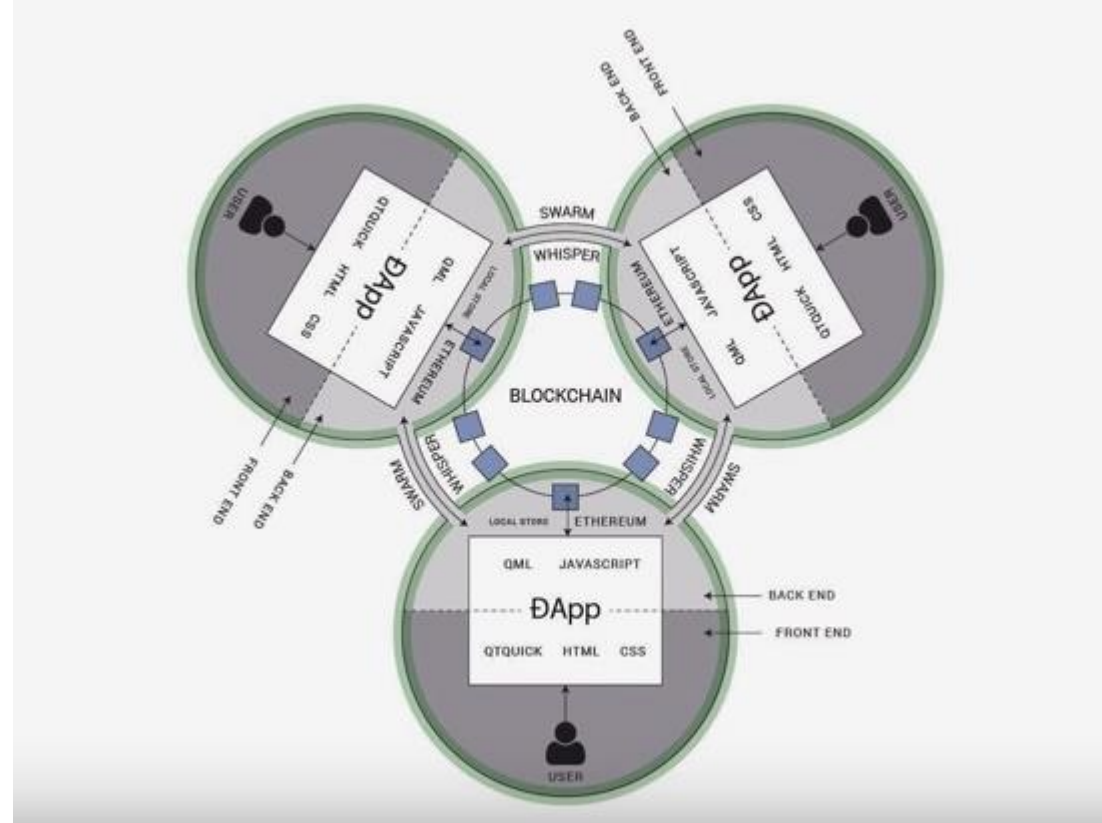 FRONT END
BACK END
USER
QTQUICK HTML CSS
ĐApp
QML JAVASCRIPT
LOCAL STORE
ETHEREUM
FRONT END
BACK END
SWARM
WHISPER
USER
CSS HTML QTQUICK
ĐApp
JAVASCRIPT QML
ETHEREUM
LOCAL STORE
BLOCKCHAIN
WHISPER
SWARM
WHISPER
SWARM
LOCAL STORE ETHEREUM
QML JAVASCRIPT
ĐApp
QTQUICK HTML CSS
BACK END
FRONT END
USER